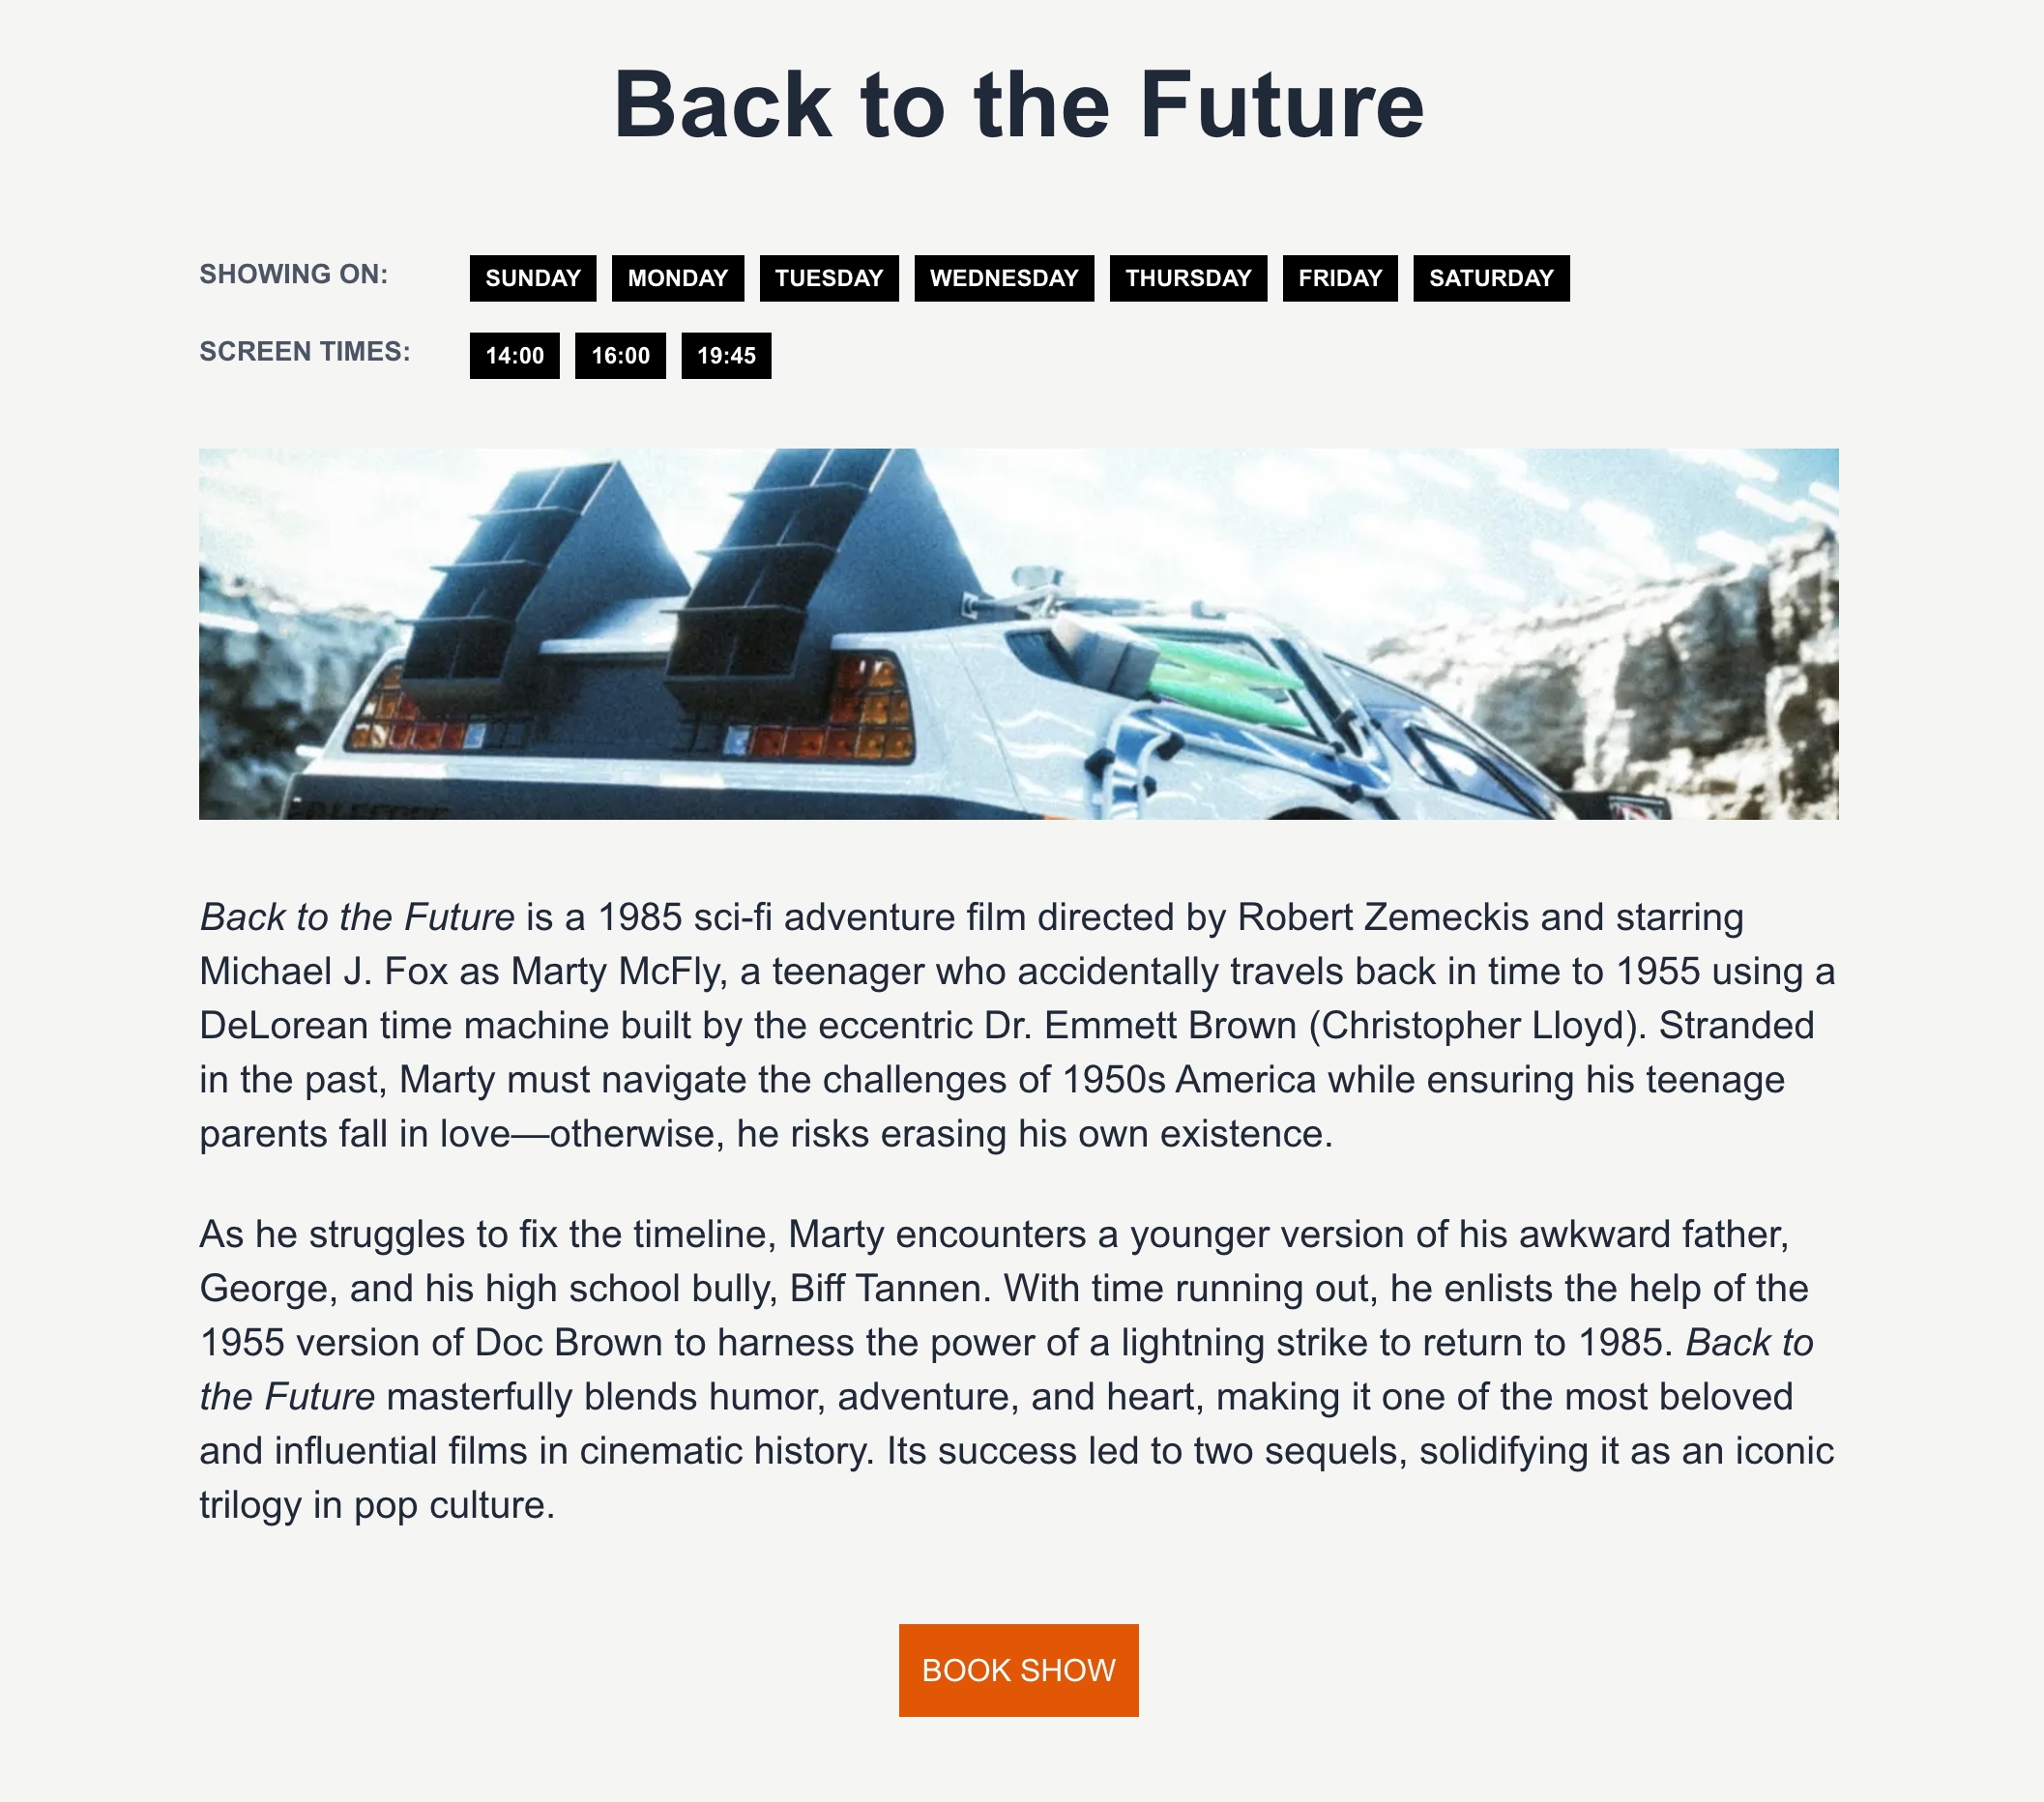 Back to the Future
SHOWING ON: SUNDAY MONDAY TUESDAY WEDNESDAY THURSDAY FRIDAY SATURDAY
SCREEN TIMES: 14:00 16:00 19:45
Back to the Future is a 1985 sci-fi adventure film directed by Robert Zemeckis and starring
Michael J. Fox as Marty McFly, a teenager who accidentally travels back in time to 1955 using a
DeLorean time machine built by the eccentric Dr. Emmett Brown (Christopher Lloyd). Stranded
in the past, Marty must navigate the challenges of 1950s America while ensuring his teenage
parents fall in love—otherwise, he risks erasing his own existence.
As he struggles to fix the timeline, Marty encounters a younger version of his awkward father,
George, and his high school bully, Biff Tannen. With time running out, he enlists the help of the
1955 version of Doc Brown to harness the power of a lightning strike to return to 1985. Back to
the Future masterfully blends humor, adventure, and heart, making it one of the most beloved
and influential films in cinematic history. Its success led to two sequels, solidifying it as an iconic
trilogy in pop culture.
BOOK SHOW